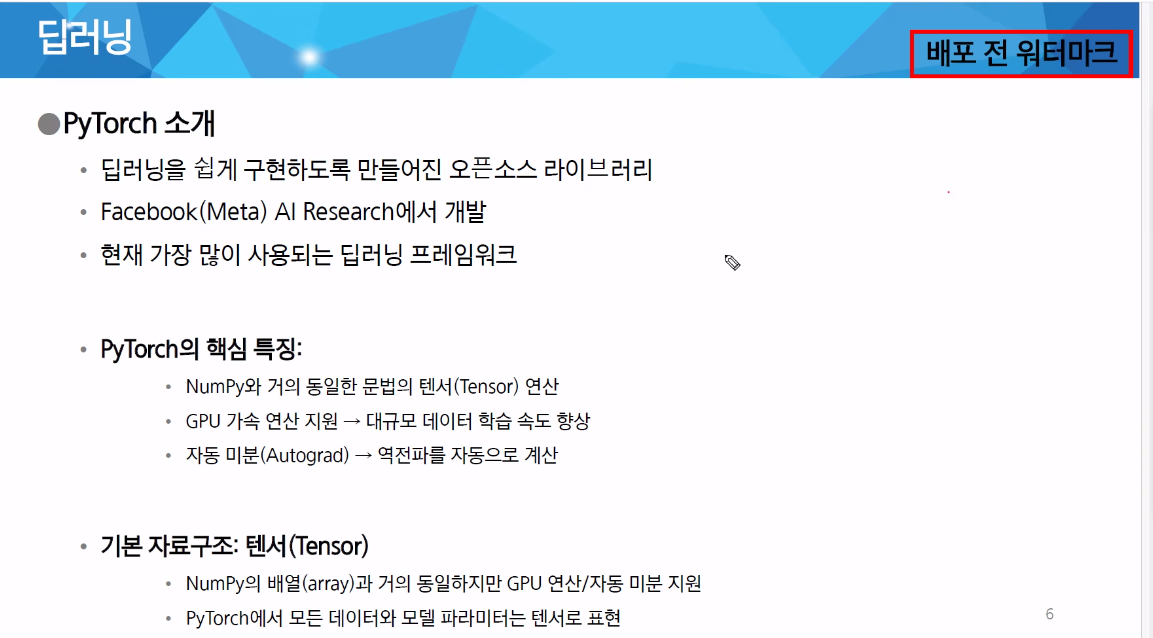 딥러닝
배포 전 워터마크
PyTorch 소개
딥러닝을 쉽게 구현하도록 만들어진 오픈소스 라이브러리
Facebook(Meta) AI Research에서 개발
현재 가장 많이 사용되는 딥러닝 프레임워크
PyTorch의 핵심 특징:
NumPy와 거의 동일한 문법의 텐서(Tensor) 연산
GPU 가속 연산 지원 → 대규모 데이터 학습 속도 향상
자동 미분(Autograd) → 역전파를 자동으로 계산
기본 자료구조: 텐서(Tensor)
NumPy의 배열(array)과 거의 동일하지만 GPU 연산/자동 미분 지원
PyTorch에서 모든 데이터와 모델 파라미터는 텐서로 표현
6